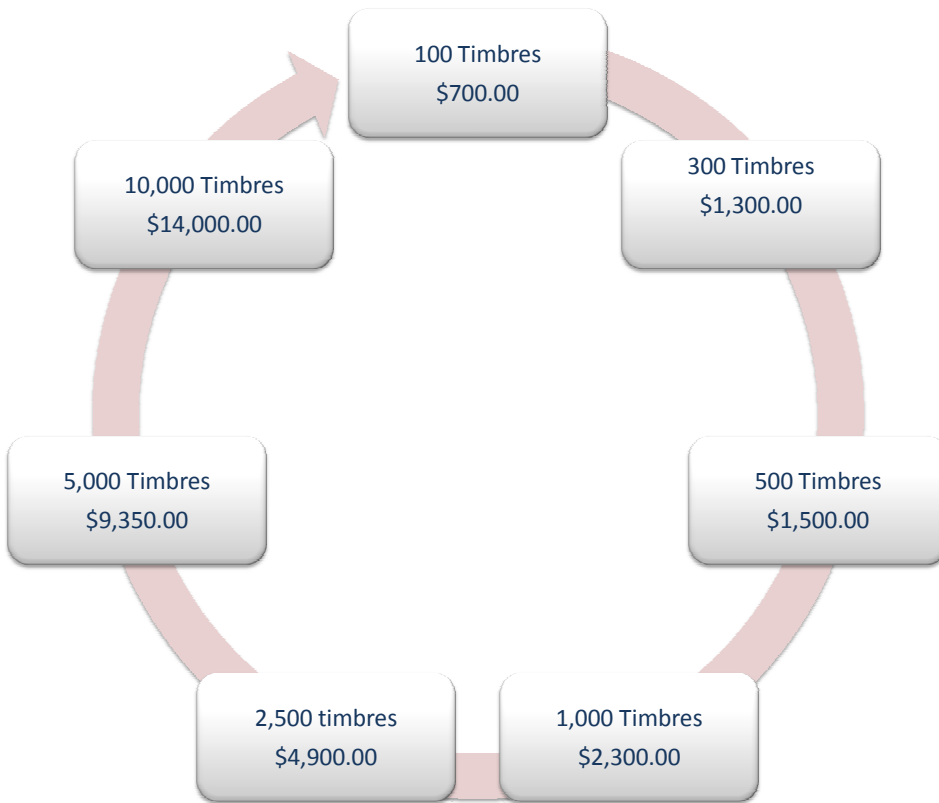 100 Timbres
$700.00
300 Timbres
$1,300.00
500 Timbres
$1,500.00
1,000 Timbres
$2,300.00
2,500 timbres
$4,900.00
5,000 Timbres
$9,350.00
10,000 Timbres
$14,000.00